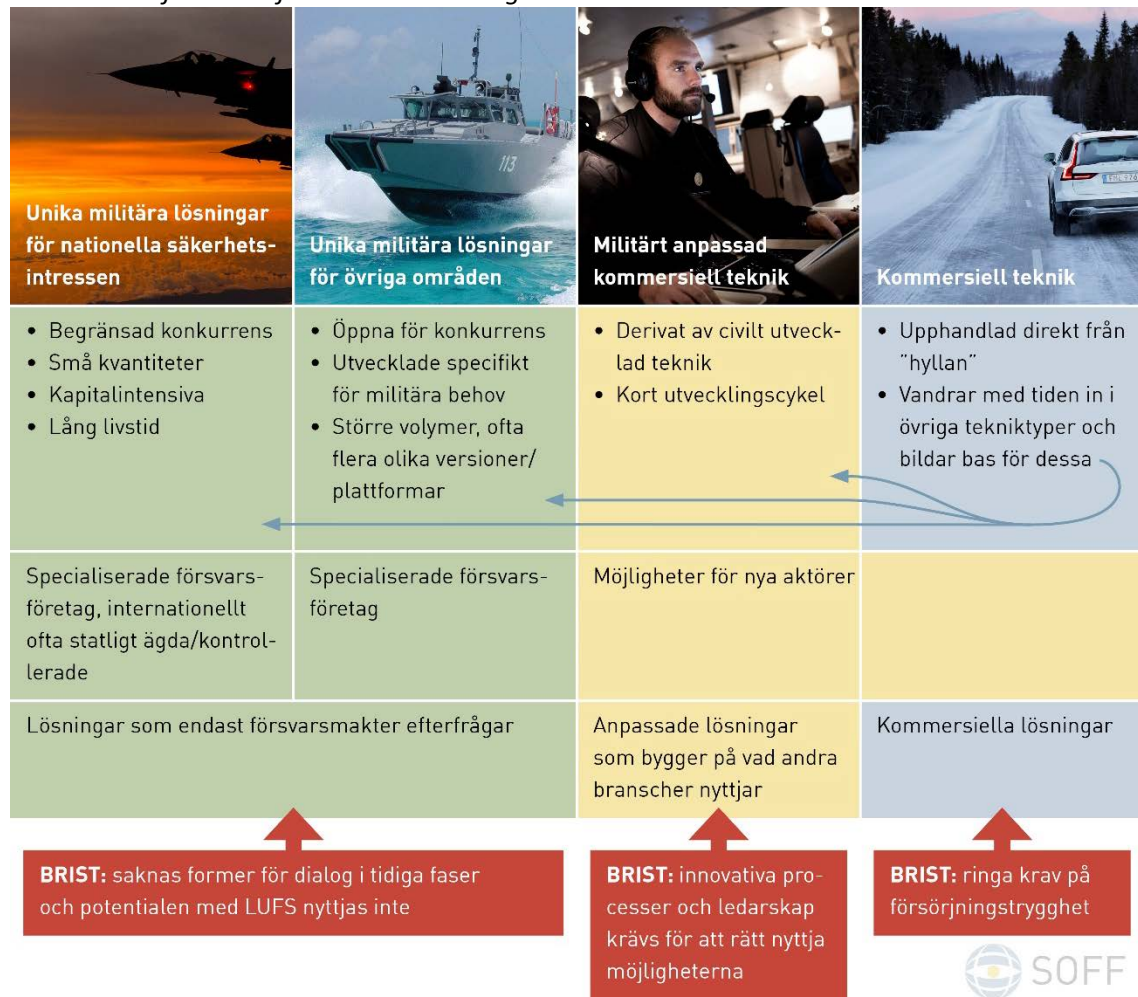 Unika militära lösningar
för nationella säkerhets-
intressen
113
Unika militära lösningar
för övriga områden
Militärt anpassad
kommersiell teknik
Kommersiell teknik
• Begränsad konkurrens
• Små kvantiteter
• Kapitalintensiva
• Lång livstid
• Öppna för konkurrens
• Utvecklade specifikt
för militära behov
• Större volymer, ofta
flera olika versioner/
plattformar
• Derivat av civilt utveck-
lad teknik
• Kort utvecklingscykel
• Upphandlad direkt från
”hyllan”
• Vandrar med tiden in i
övriga tekniktyper och
bildar bas för dessa
Specialiserade försvars-
företag, internationellt
ofta statligt ägda/kontrol-
lerade
Specialiserade försvars-
företag
Möjligheter för nya aktörer
Lösningar som endast försvarsmakter efterfrågar
Anpassade lösningar
som bygger på vad andra
branscher nyttjar
Kommersiella lösningar
BRIST: saknas former för dialog i tidiga faser
och potentialen med LUFS nyttjas inte
BRIST: innovativa pro-
cesser och ledarskap
krävs för att rätt nyttja
möjligheterna
BRIST: ringa krav på
försörjningstrygghet
SOFF